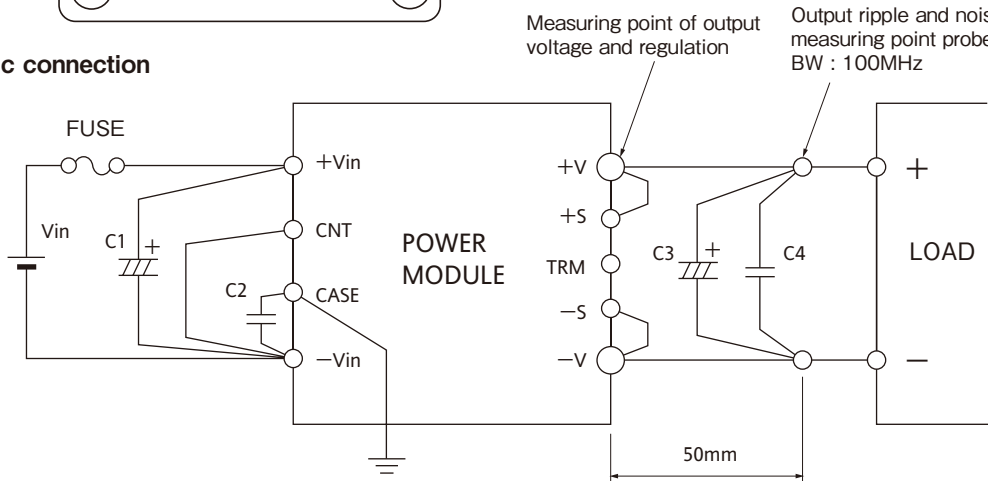 Measuring point of output
voltage and regulation
Output ripple and nois
measuring point probe
BW : 100MHz
c connection
FUSE
Vin
C1
+
C2
+Vin
CNT
CASE
−Vin
POWER
MODULE
+V
+S
TRM
−S
−V
C3
+
C4
+
LOAD
−
50mm